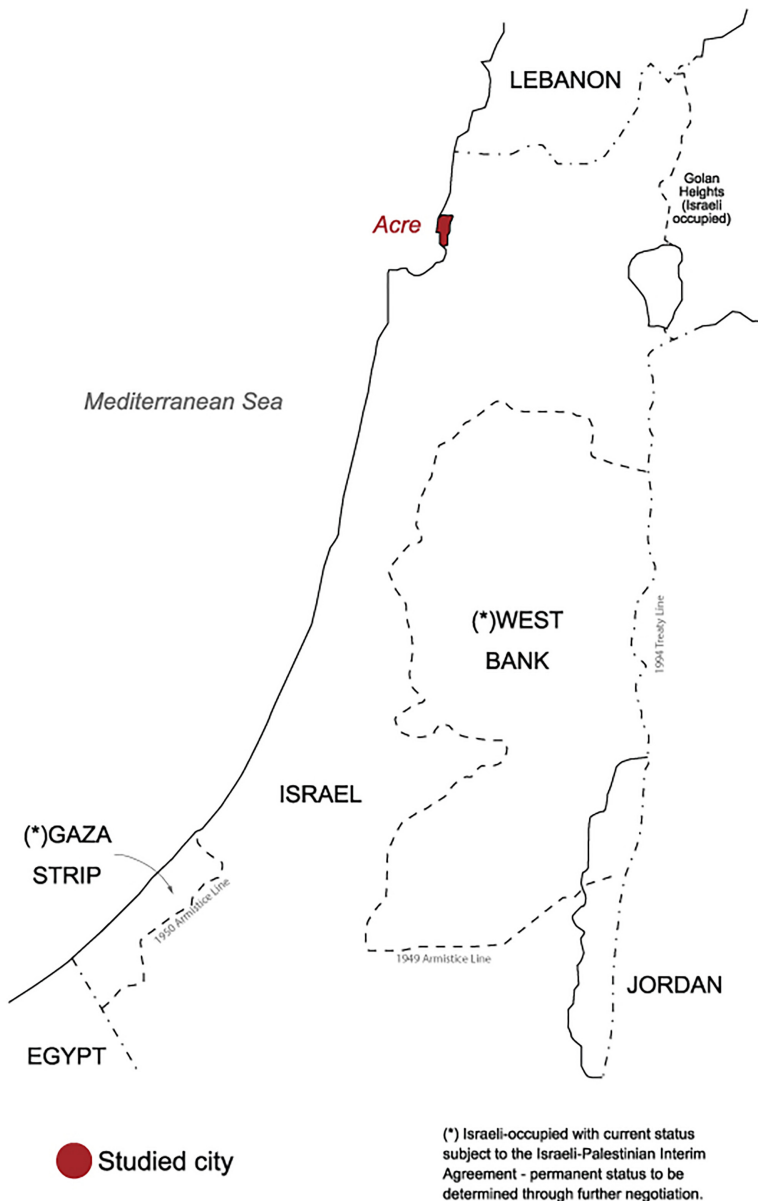 LEBANON
Golan
Heights
(Israeli
occupied)
Acre
Mediterranean Sea
(*)WEST
BANK
1994 Treaty Line
ISRAEL
(*)GAZA
STRIP
1950 Armistice Line
1949 Armistice Line
JORDAN
EGYPT
Studied city
(*) Israeli-occupied with current status
subject to the Israeli-Palestinian Interim
Agreement - permanent status to be
determined through further negotiation.